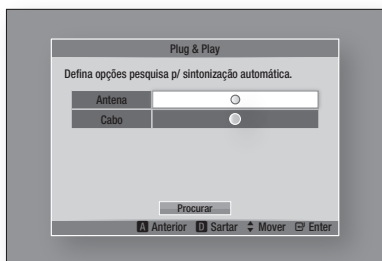 Plug & Play
Defina opções pesquisa p/ sintonização automática.
Antena
Cabo
Procurar
A Anterior D Sartar Mover Enter